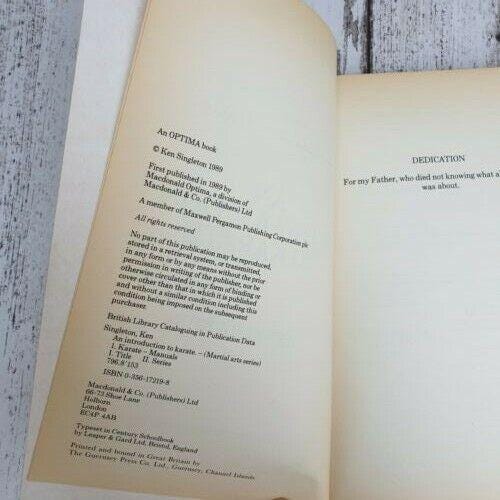 An OPTIMA book
© Ken Singleton 1989
First published in 1989 by
Macdonald Optima, a division of
Macdonald & Co. (Publishers) Ltd
A member of Maxwell Pergamon Publishing Corporation plc
All rights reserved
No part of this publication may be reproduced,
stored in a retrieval system, or transmitted,
in any form or by any means without the prior
permission in writing of the publisher, nor be
otherwise circulated in any form of binding or
cover other than that in which it is published
and without a similar condition including this
condition being imposed on the subsequent
purchaser.
British Library Cataloguing in Publication Data
Singleton, Ken
An introduction to karate. – (Martial arts series)
1. Karate – Manuals
I. Title II. Series
796.8'153
ISBN 0-356-17219-8
Macdonald & Co. (Publishers) Ltd
66-73 Shoe Lane
Holborn
London
EC4P 4AB
Typeset in Century Schoolbook
by Leaper & Gard Ltd, Bristol, England
Printed and bound in Great Britain by
The Guernsey Press Co. Ltd., Guernsey, Channel Islands
DEDICATION
For my Father, who died not knowing what
was about.